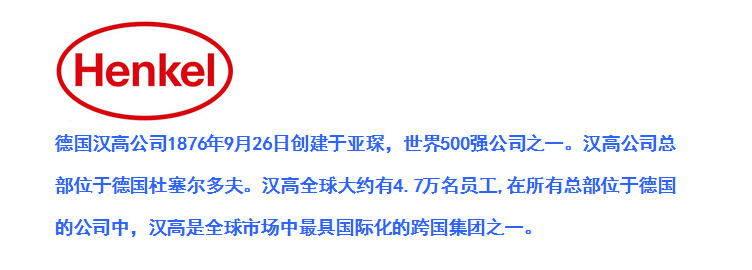 Henkel
德国汉高公司1876年9月26日创建于亚琛，世界500强公司之一。汉高公司总
部位于德国杜塞尔多夫。汉高全球大约有4.7万名员工,在所有总部位于德国
的公司中，汉高是全球市场中最具国际化的跨国集团之一。